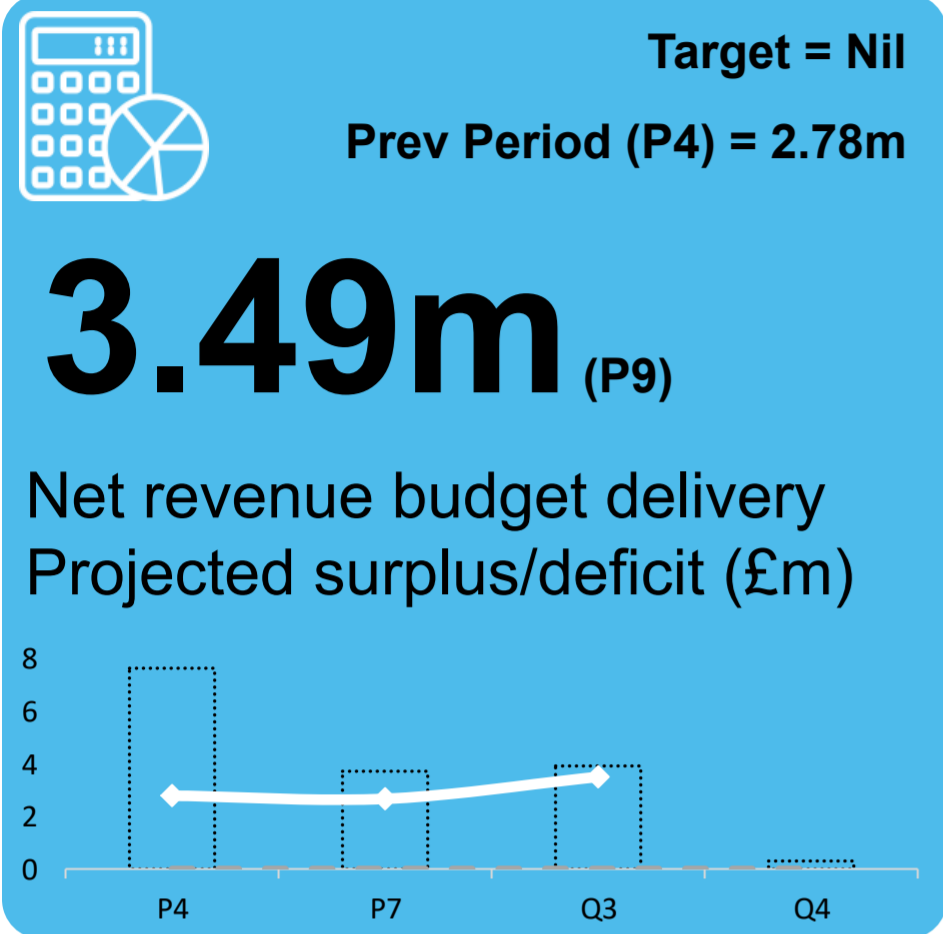 Target = Nil
Prev Period (P4) = 2.78m
3.49m (P9)
Net revenue budget delivery
Projected surplus/deficit (£m)
8
6
4
2
0
P4 P7 Q3 Q4